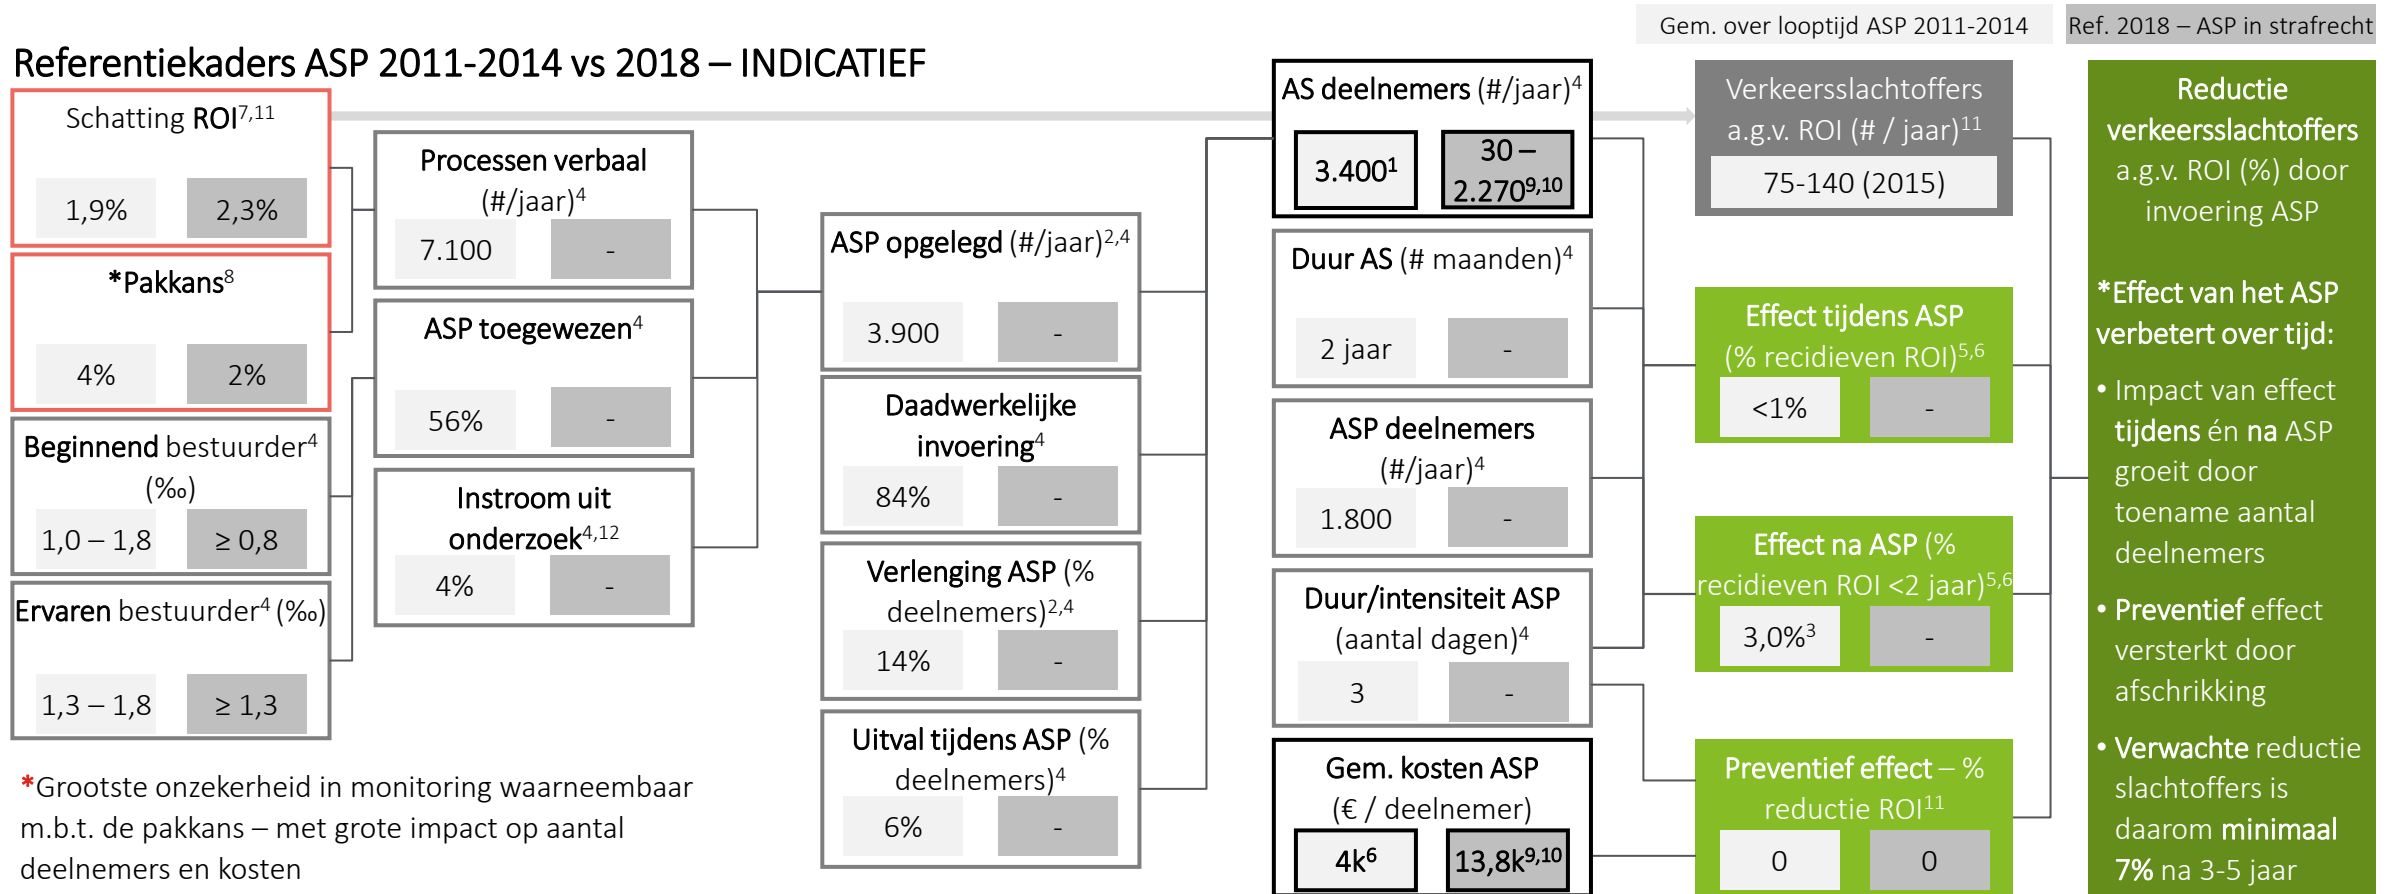 Gem. over looptijd ASP 2011-2014
Ref. 2018 – ASP in strafrecht
Referentiekaders ASP 2011-2014 vs 2018 – INDICATIEF
Schatting ROI7,11
1,9%
2,3%
*Pakkans8
4%
2%
Beginnend bestuurder4
(‰)
1,0 – 1,8
≥ 0,8
Ervaren bestuurder4 (‰)
1,3 – 1,8
≥ 1,3
*Grootste onzekerheid in monitoring waarneembaar
m.b.t. de pakkans – met grote impact op aantal
deelnemers en kosten
Processen verbaal
(#/jaar)4
7.100
-
ASP toegewezen4
56%
-
Instroom uit
onderzoek4,12
4%
-
ASP opgelegd (#/jaar)2,4
3.900
-
Daadwerkelijke
invoering4
84%
-
Verlenging ASP (%
deelnemers)2,4
14%
-
Uitval tijdens ASP (%
deelnemers)4
6%
-
AS deelnemers (#/jaar)4
3.4001
30 –
2.2709,10
Duur AS (# maanden)4
2 jaar
-
ASP deelnemers
(#/jaar)4
1.800
-
Duur/intensiteit ASP
(aantal dagen)4
3
-
Gem. kosten ASP
(€ / deelnemer)
4k6
13,8k9,10
Verkeersslachtoffers
a.g.v. ROI (# / jaar)11
75-140 (2015)
Effect tijdens ASP
(% recidieven ROI)5,6
<1%
-
Effect na ASP (%
recidieven ROI <2 jaar)5,6
3,0%3
-
Preventief effect – %
reductie ROI11
0
0
Reductie
verkeersslachtoffers
a.g.v. ROI (%) door
invoering ASP
*Effect van het ASP
verbetert over tijd:
• Impact van effect
tijdens én na ASP
groeit door
toename aantal
deelnemers
• Preventief effect
versterkt door
afschrikking
• Verwachte reductie
slachtoffers is
daarom minimaal
7% na 3-5 jaar